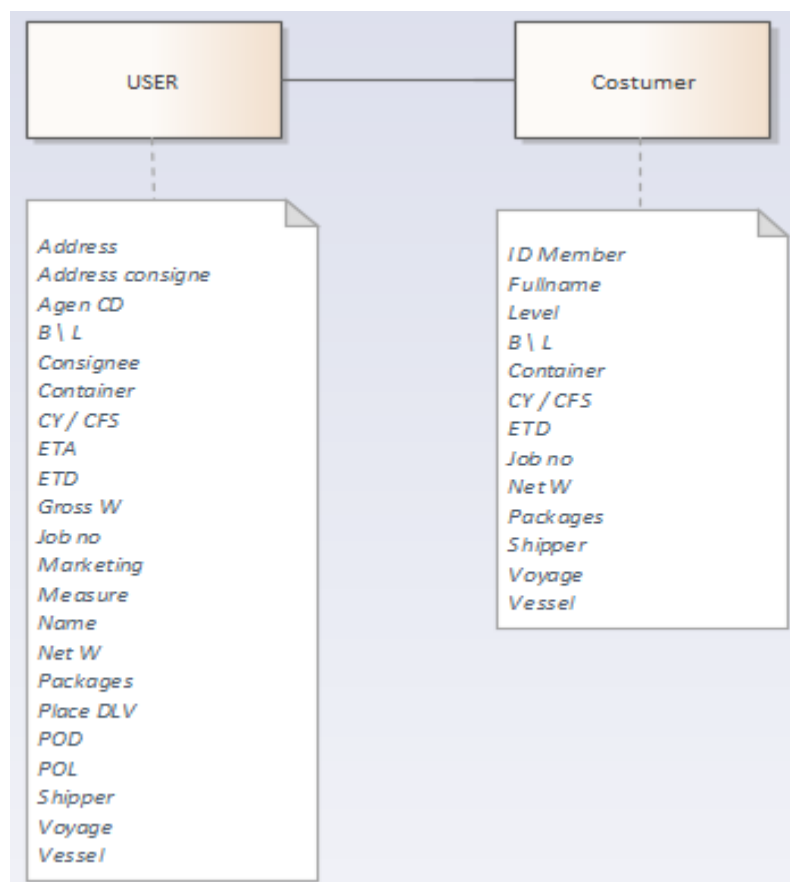 USER
Costumer
Address
Address consigne
Agen CD
B \ L
Consignee
Container
CY / CFS
ETA
ETD
Gross W
Job no
Marketing
Measure
Name
Net W
Packages
Place DLV
POD
POL
Shipper
Voyage
Vessel
ID Member
Fullname
Level
B \ L
Container
CY / CFS
ETD
Job no
Net W
Packages
Shipper
Voyage
Vessel